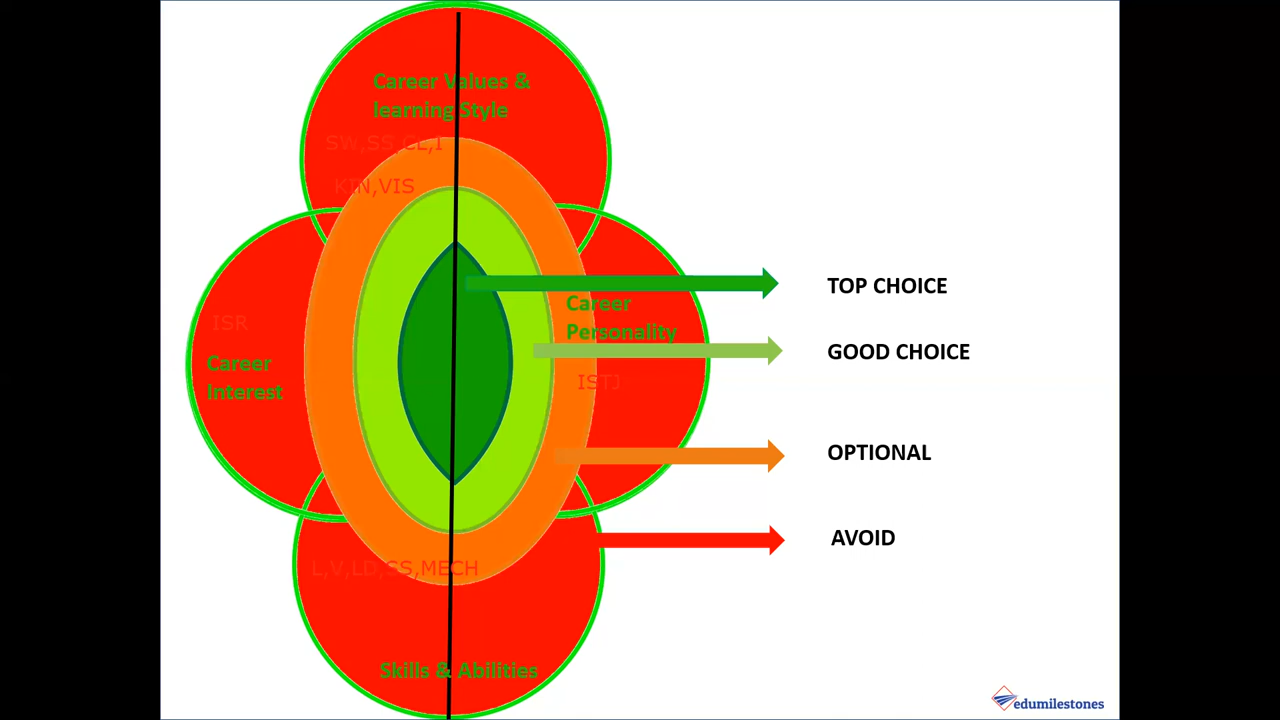 Career Values &
learning Style
SW,SS,CL,I
KIN,VIS
TOP CHOICE
Career
Personality
ISR
GOOD CHOICE
Career
Interest
ISTJ
OPTIONAL
AVOID
L,V,LD,SS,MECH
Skills & Abilities
edumilestones